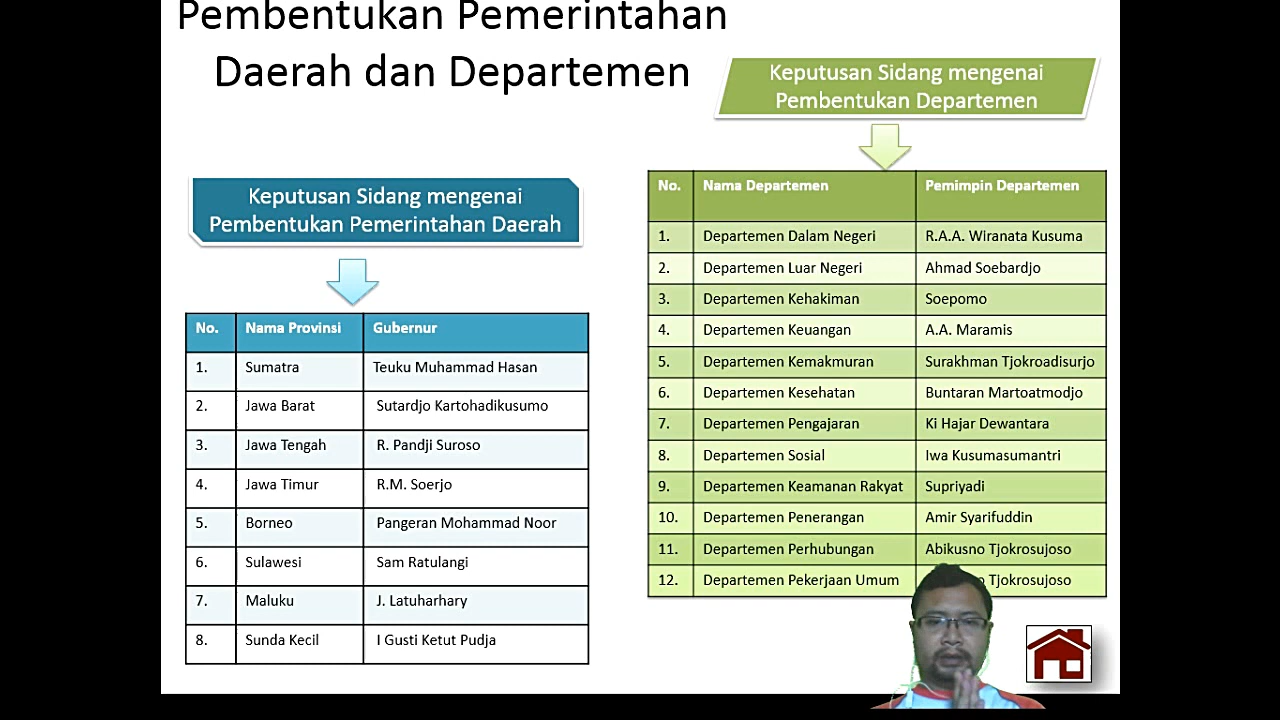 Pembentukan Pemerintahan
Daerah dan Departemen
Keputusan Sidang mengenai
Pembentukan Pemerintahan Daerah
No. Nama Provinsi Gubernur
1. Sumatra Teuku Muhammad Hasan
2. Jawa Barat Sutardjo Kartohadikusumo
3. Jawa Tengah R. Pandji Suroso
4. Jawa Timur R.M. Soerjo
5. Borneo Pangeran Mohammad Noor
6. Sulawesi Sam Ratulangi
7. Maluku J. Latuharhary
8. Sunda Kecil I Gusti Ketut Pudja
Keputusan Sidang mengenai
Pembentukan Departemen
No. Nama Departemen Pemimpin Departemen
1. Departemen Dalam Negeri R.A.A. Wiranata Kusuma
2. Departemen Luar Negeri Ahmad Soebardjo
3. Departemen Kehakiman Soepomo
4. Departemen Keuangan A.A. Maramis
5. Departemen Kemakmuran Surakhman Tjokroadisurjo
6. Departemen Kesehatan Buntaran Martoatmodjo
7. Departemen Pengajaran Ki Hajar Dewantara
8. Departemen Sosial Iwa Kusumasumantri
9. Departemen Keamanan Rakyat Supriyadi
10. Departemen Penerangan Amir Syarifuddin
11. Departemen Perhubungan Abikusno Tjokrosujoso
12. Departemen Pekerjaan Umum Tjokrosujoso